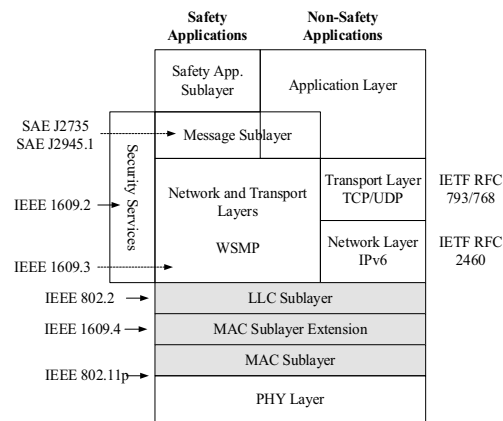 Safety
Applications
Non-Safety
Applications
Safety App.
Sublayer
Application Layer
SAE J2735
SAE J2945.1
Message Sublayer
Security Services
Network and Transport
Layers
WSMP
Transport Layer
TCP/UDP
IETF RFC
793/768
IEEE 1609.2
Network Layer
IPv6
IETF RFC
2460
IEEE 1609.3
IEEE 802.2
LLC Sublayer
IEEE 1609.4
MAC Sublayer Extension
MAC Sublayer
IEEE 802.11p
PHY Layer